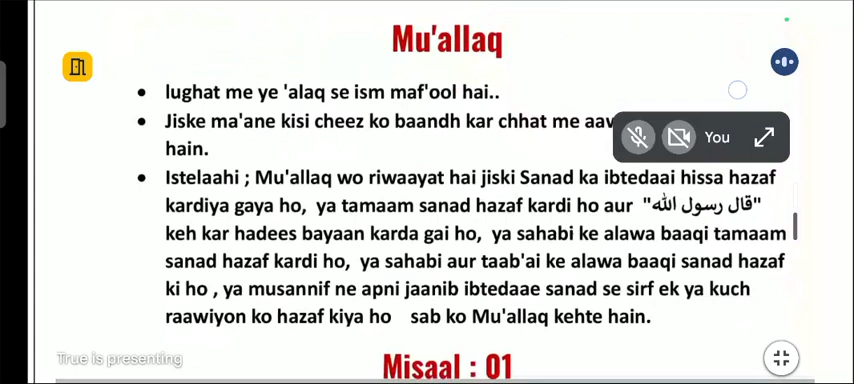 Mu'allaq
lughat me ye 'alaq se ism maf'ool hai..
Jiske ma'ane kisi cheez ko baandh kar chhat me
hain.
Istelaahi ; Mu'allaq wo riwaayat hai jiski Sanad ka ibtedaai hissa hazaf
kardiya gaya ho, ya tamaam sanad hazaf kardi ho aur "قال رسول الله"
keh kar hadees bayaan karda gai ho, ya sahabi ke alawa baaqi tamaam
sanad hazaf kardi ho, ya sahabi aur taab'ai ke alawa baaqi sanad hazaf
ki ho , ya musannif ne apni jaanib ibtedaae sanad se sirf ek ya kuch
raawiyon ko hazaf kiya ho sab ko Mu'allaq kehte hain.
Misaal : 01
You
True is presenting